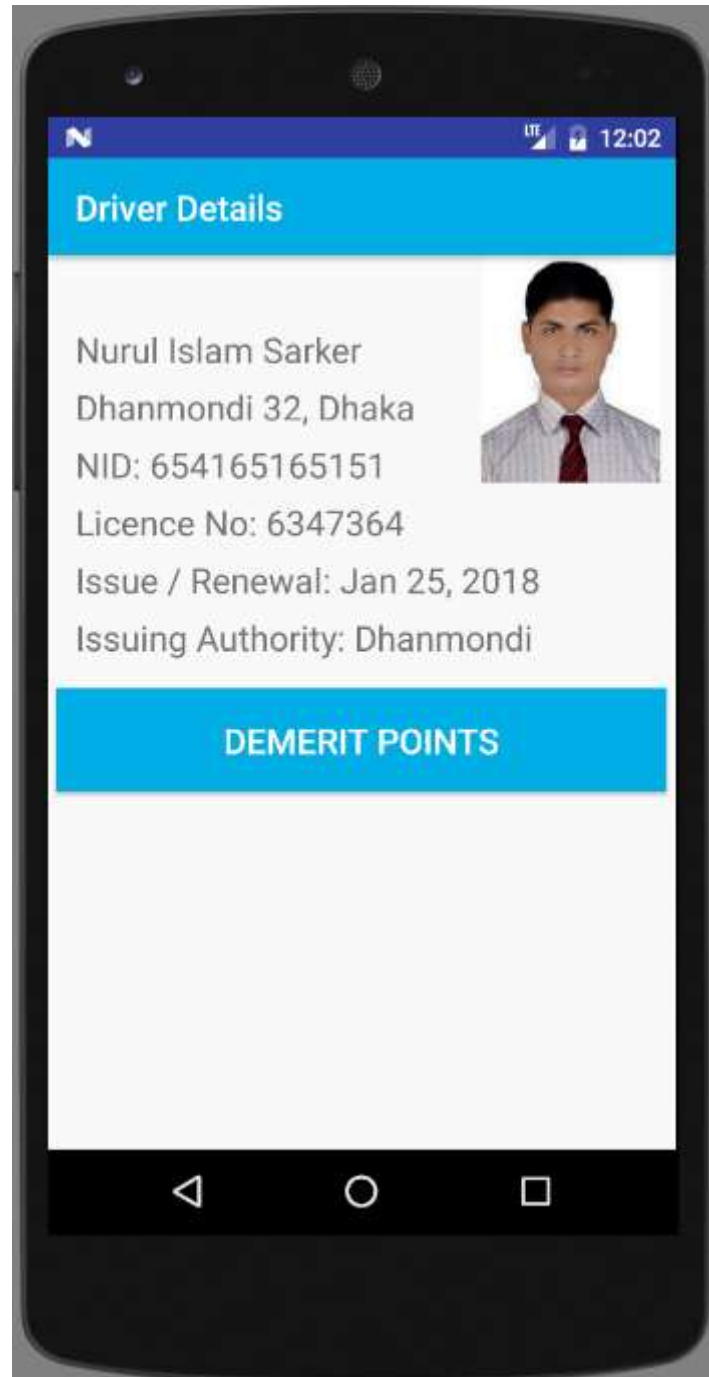 LTE 12:02
Driver Details
Nurul Islam Sarker
Dhanmondi 32, Dhaka
NID: 654165165151
Licence No: 6347364
Issue / Renewal: Jan 25, 2018
Issuing Authority: Dhanmondi
DEMERIT POINTS